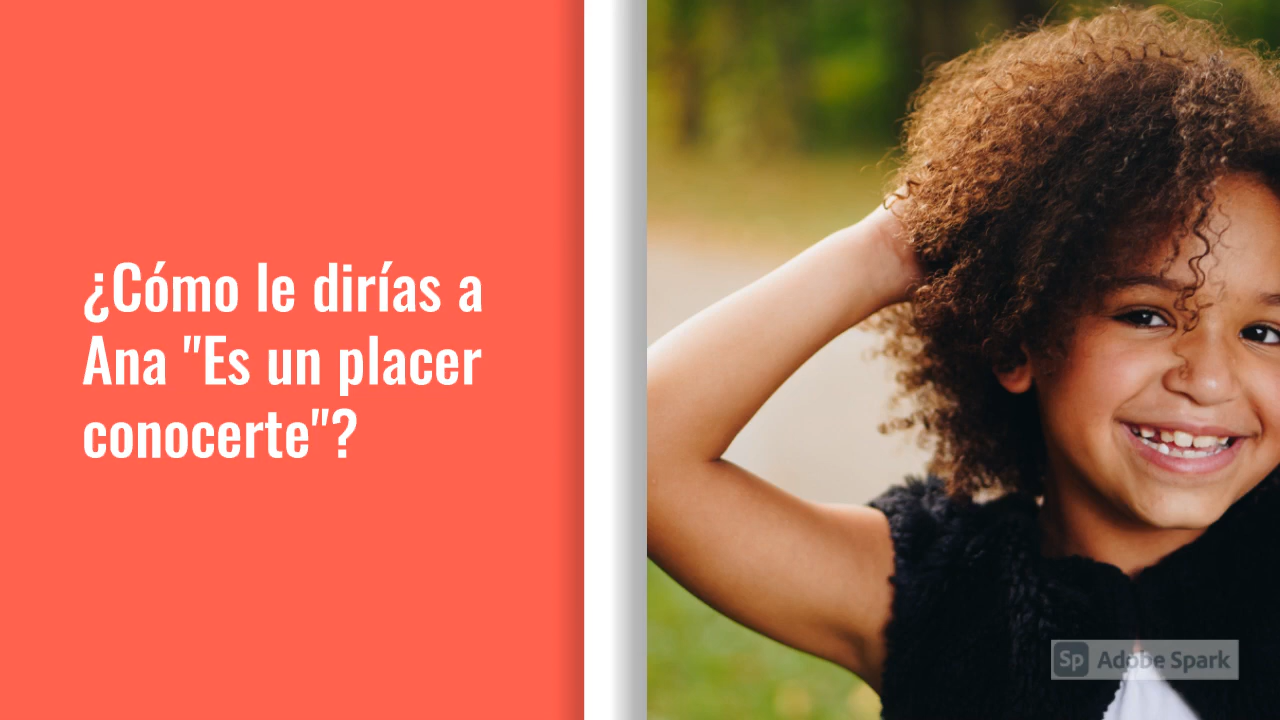 ¿Cómo le dirías a
Ana "Es un placer
conocerte"?
Sp Adobe Spark